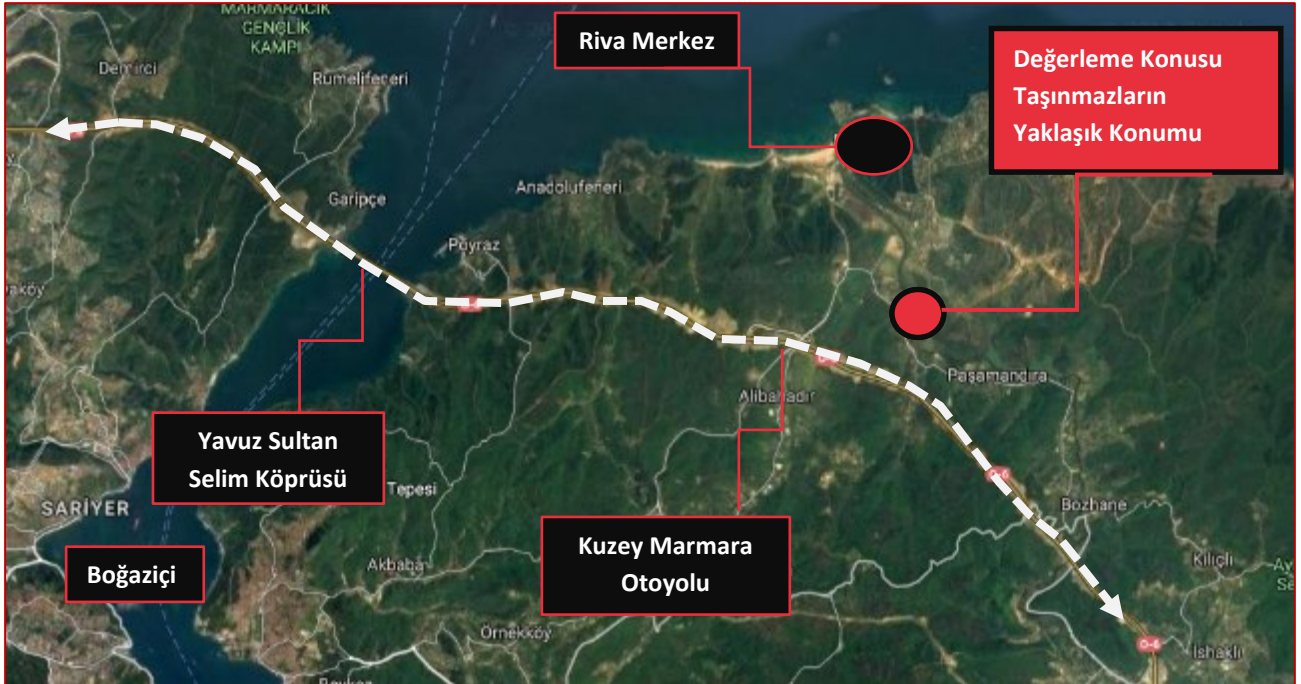 MARMARACIK
GENÇLİK
KAMPI
Demirci
Rumelifeneri
Riva Merkez
Değerleme Konusu
Taşınmazların
Yaklaşık Konumu
Garipçe
Anadolufeneri
Poyraz
Paşamandıra
Alibahadır
Yavuz Sultan
Selim Köprüsü
Tepesi
SARIYER
Bozhane
Kuzey Marmara
Otoyolu
Boğaziçi
Akbaba
Kılıçlı
Örnekköy
O-6
İshaklı